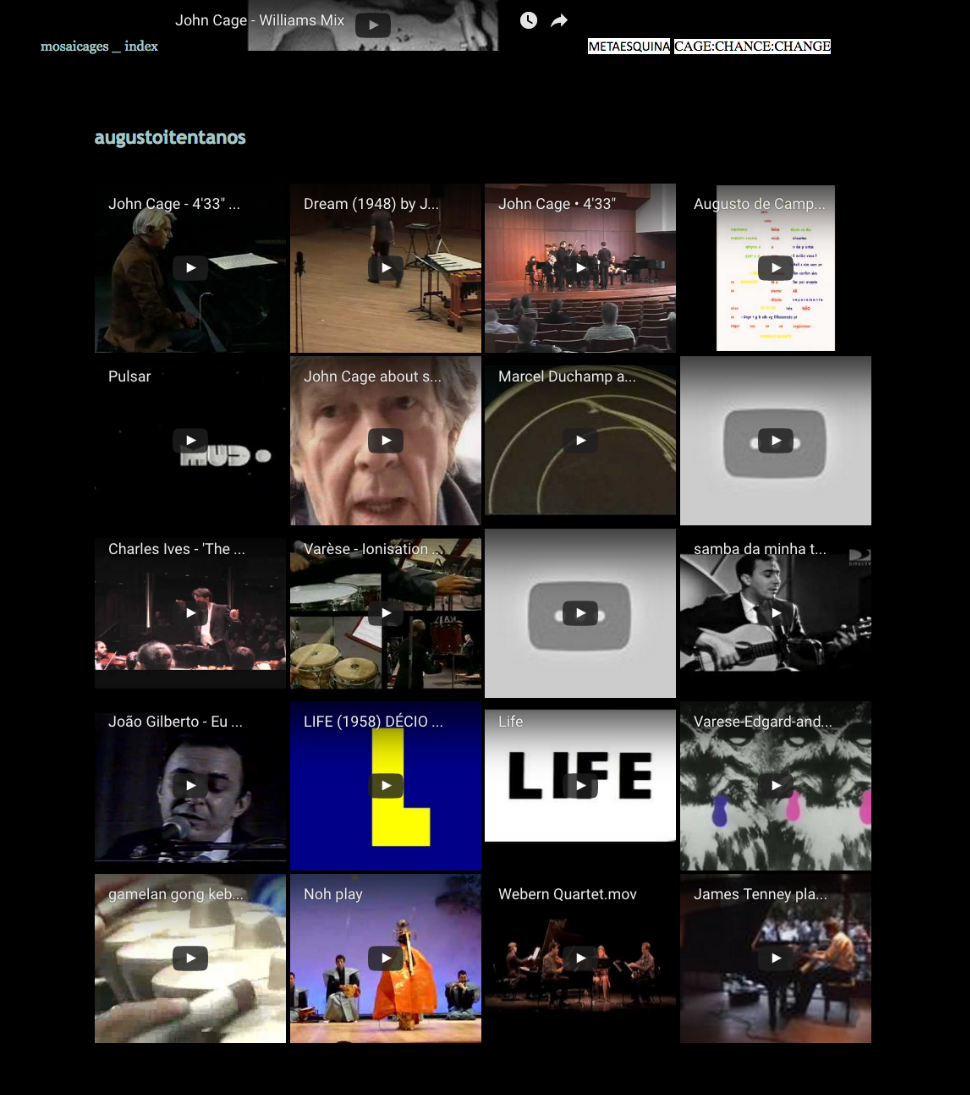 John Cage - Williams Mix
mosaicages _ index
METAESQUINA CAGE:CHANCE:CHANGE
augustoitentanos
John Cage - 4'33" ...
Dream (1948) by J...
John Cage • 4'33"
Augusto de Camp...
Pulsar
MUD
John Cage about s...
Marcel Duchamp a...
Charles Ives - 'The ...
Varèse - Ionisation ...
samba da minha t...
DIRECTV
João Gilberto - Eu ...
LIFE (1958) DÉCIO ...
L
Life
LIFE
Varese-Edgard-and...
gamelan gong keb...
Noh play
Webern Quartet.mov
James Tenney pla...